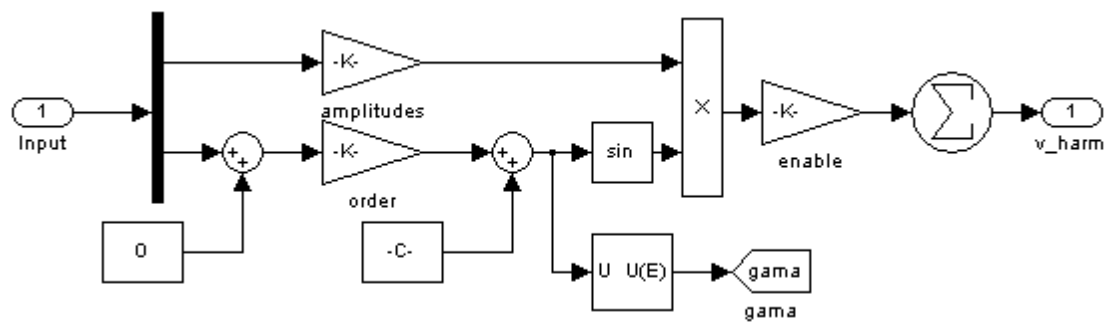 1
Input
-K-
amplitudes
+
+
-K-
order
0
+
+
-C-
sin
U U(E)
gama
gama
×
-K-
enable
Σ
1
v_harm